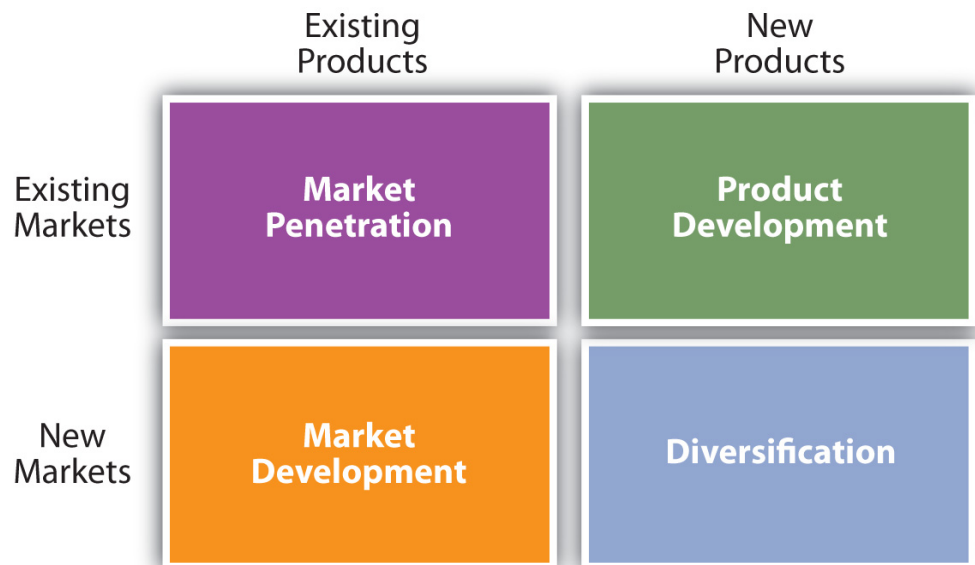 Existing
Products
New
Products
Existing
Markets
Market
Penetration
Product
Development
New
Markets
Market
Development
Diversification